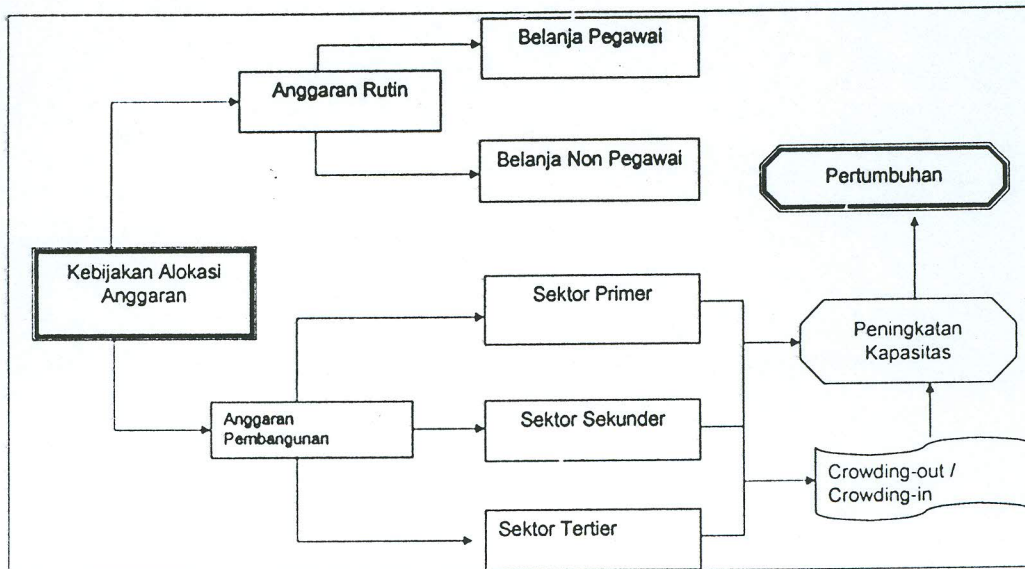 Belanja Pegawai
Anggaran Rutin
Belanja Non Pegawai
Pertumbuhan
Kebijakan Alokasi
Anggaran
Sektor Primer
Peningkatan
Kapasitas
Anggaran
Pembangunan
Sektor Sekunder
Crowding-out /
Crowding-in
Sektor Tertier